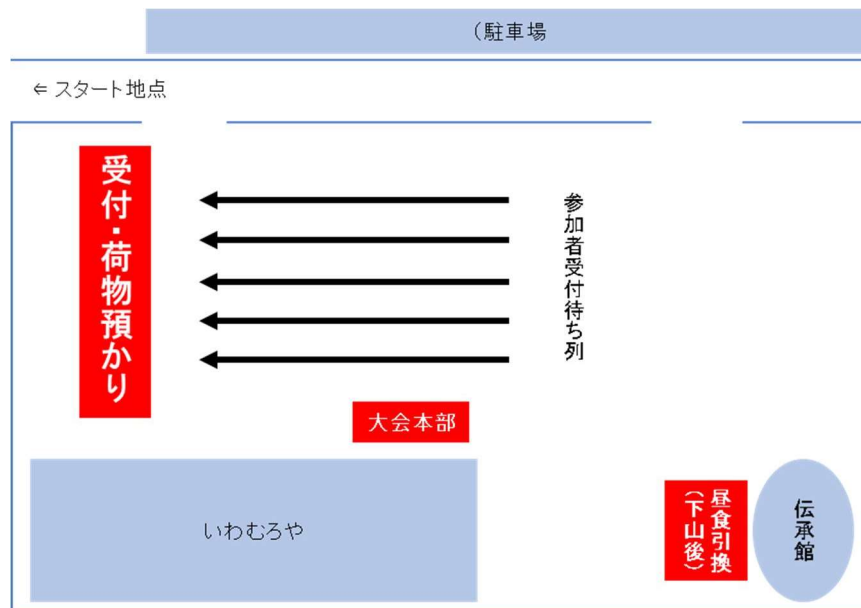 （駐車場
⇐ スタート地点
受付・荷物預かり
参加者受付待ち列
大会本部
いわむろや
昼食引換
（下山後）
伝承館